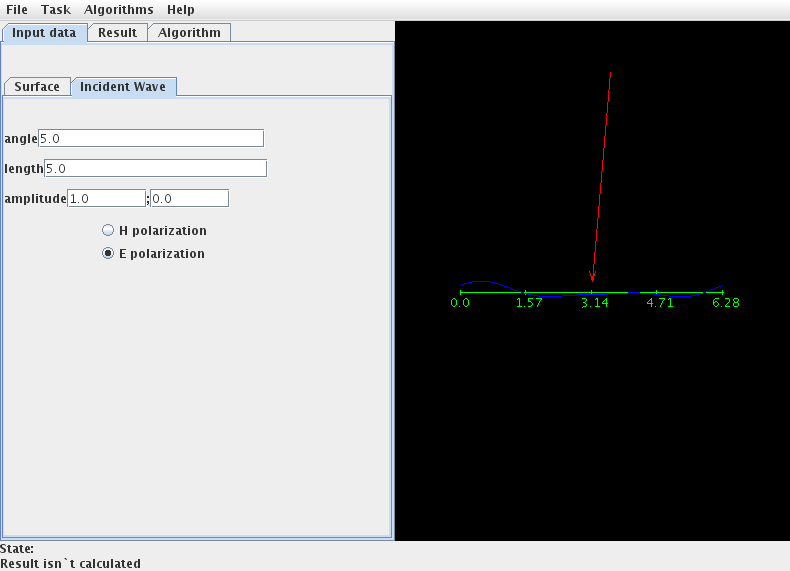 File Task Algorithms Help
Input data Result Algorithm
Surface Incident Wave
angle 5.0
length 5.0
amplitude 1.0 ; 0.0
H polarization
E polarization
0.0 1.57 3.14 4.71 6.28
State:
Result isn`t calculated